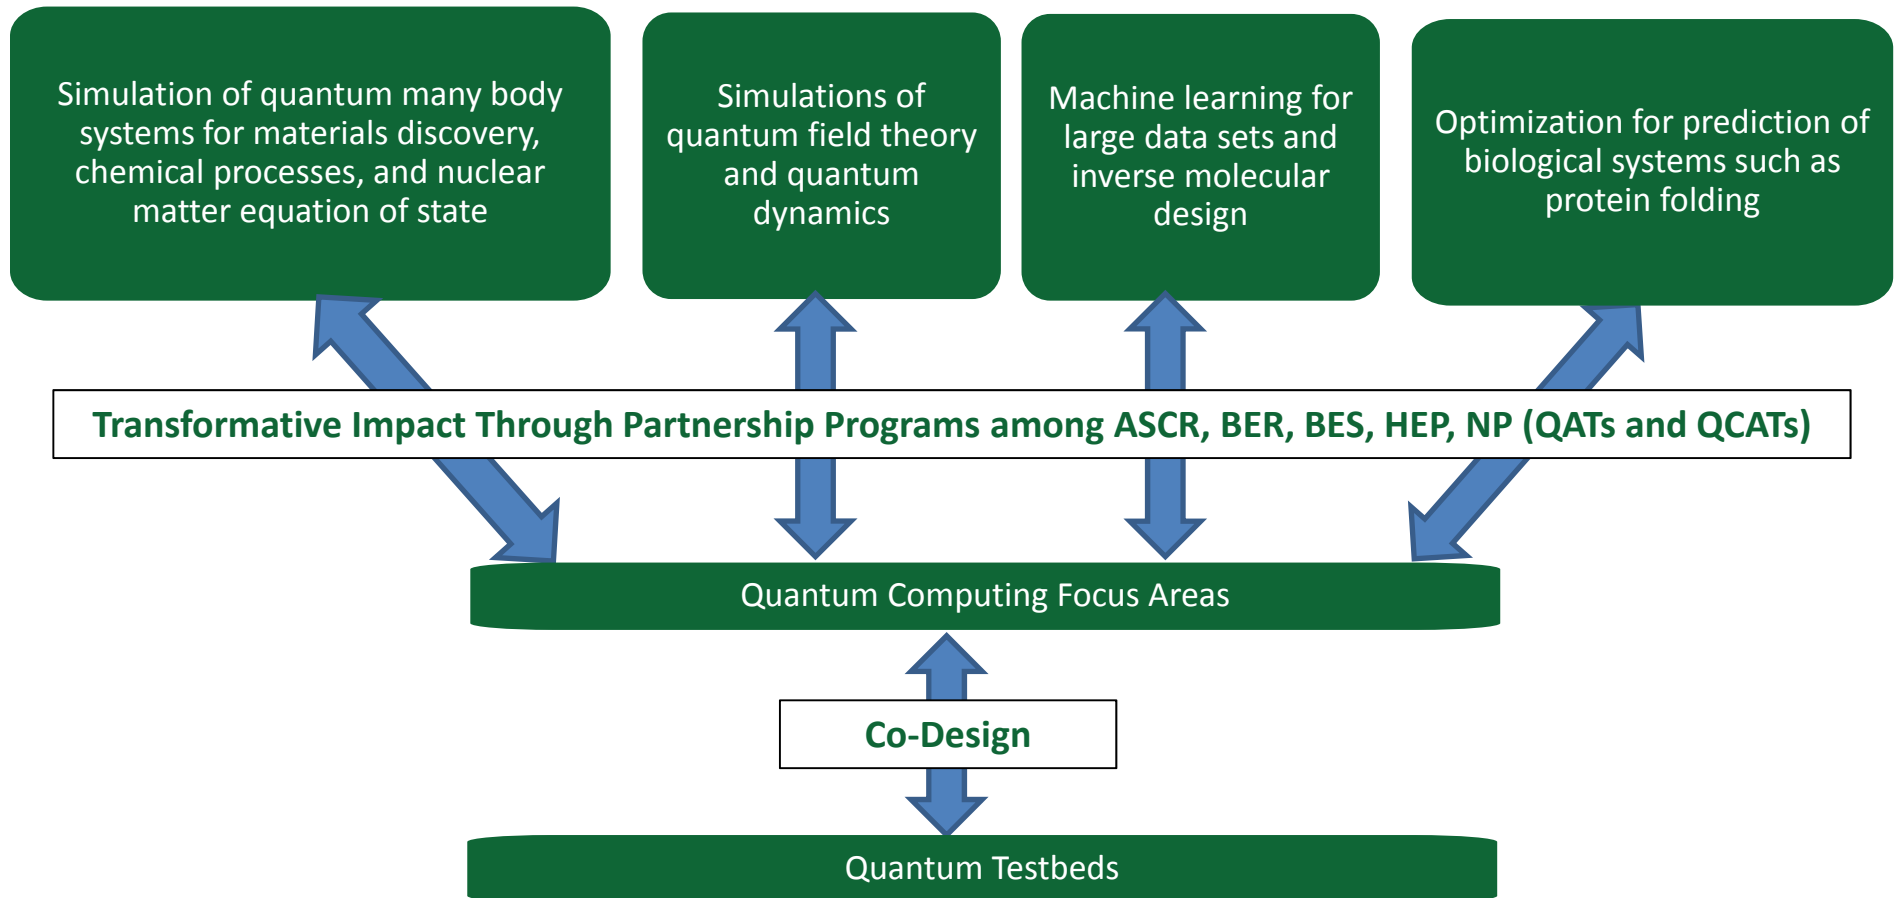 Simulation of quantum many body
systems for materials discovery,
chemical processes, and nuclear
matter equation of state
Simulations of
quantum field theory
and quantum
dynamics
Machine learning for
large data sets and
inverse molecular
design
Optimization for prediction of
biological systems such as
protein folding
Transformative Impact Through Partnership Programs among ASCR, BER, BES, HEP, NP (QATs and QCATs)
Quantum Computing Focus Areas
Co-Design
Quantum Testbeds